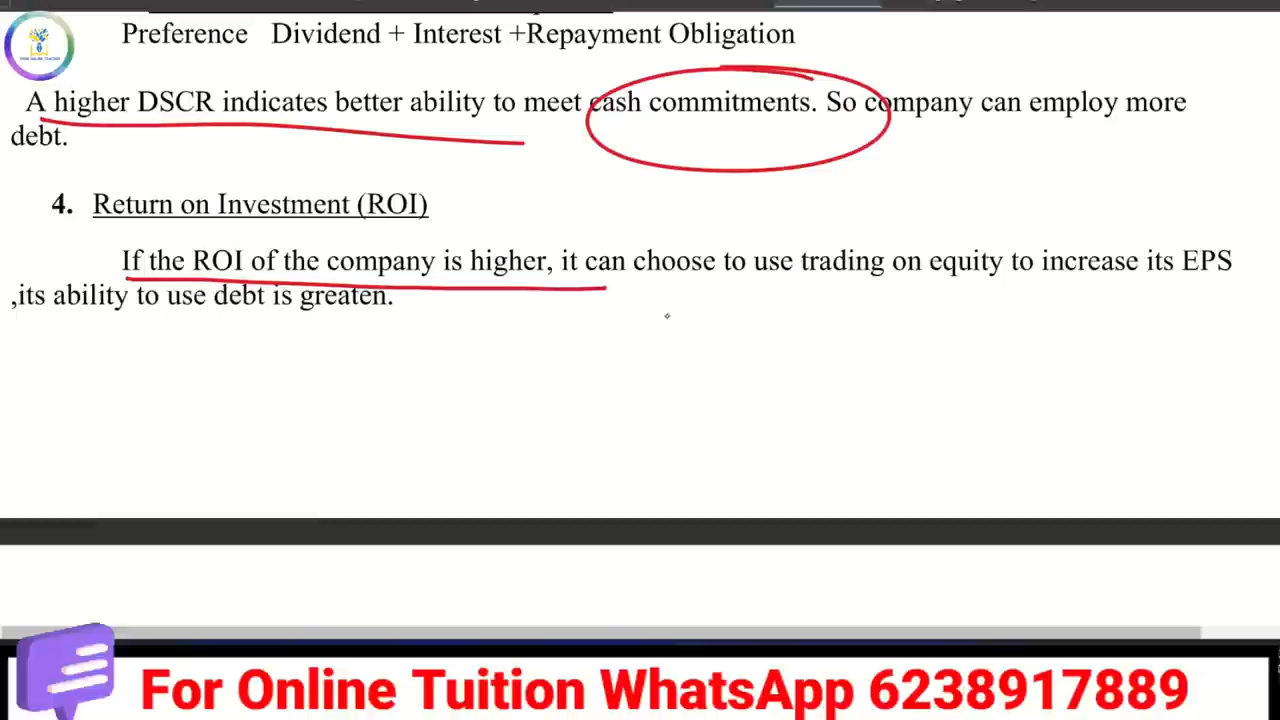 Preference Dividend + Interest +Repayment Obligation
A higher DSCR indicates better ability to meet cash commitments. So company can employ more
debt.
4. Return on Investment (ROI)
If the ROI of the company is higher, it can choose to use trading on equity to increase its EPS
,its ability to use debt is greaten.
For Online Tuition WhatsApp 6238917889